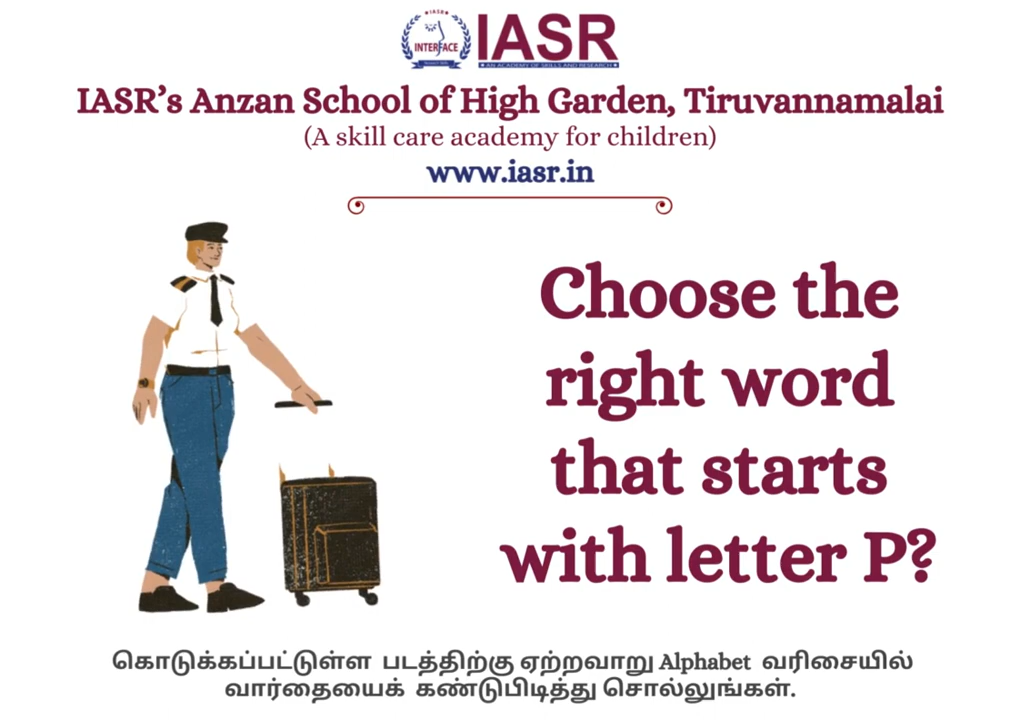 IASR
INTERFACE
IASR
AN ACADEMY OF SKILLS AND RESEARCH
IASR's Anzan School of High Garden, Tiruvannamalai
(A skill care academy for children)
www.iasr.in
Choose the
right word
that starts
with letter P?
கொடுக்கப்பட்டுள்ள படத்திற்கு ஏற்றவாறு Alphabet வரிசையில்
வார்தையைக் கண்டுபிடித்து சொல்லுங்கள்.